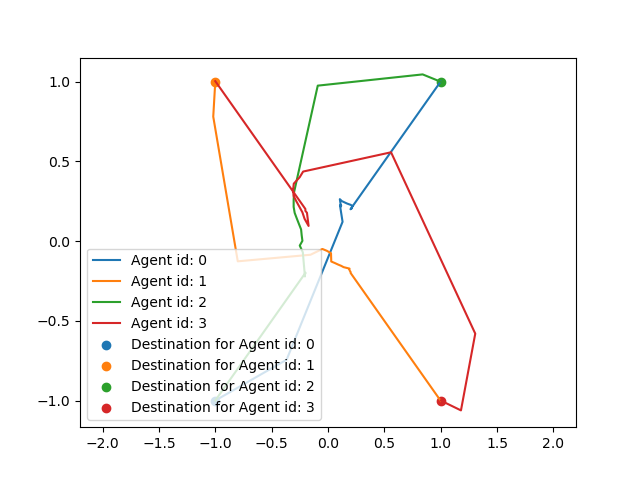 1.0
0.5
0.0
−0.5
−1.0
Agent id: 0
Agent id: 1
Agent id: 2
Agent id: 3
Destination for Agent id: 0
Destination for Agent id: 1
Destination for Agent id: 2
Destination for Agent id: 3
−2.0 −1.5 −1.0 −0.5 0.0 0.5 1.0 1.5 2.0